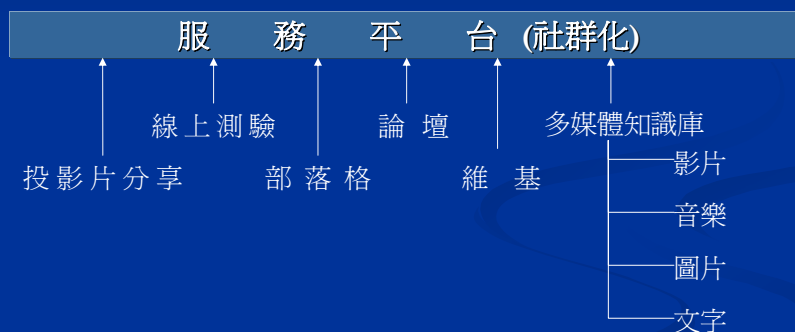 服 務 平 台 (社群化)
線上測驗 論 壇 多媒體知識庫
投影片分享 部落格 維 基
影片
音樂
圖片
文字